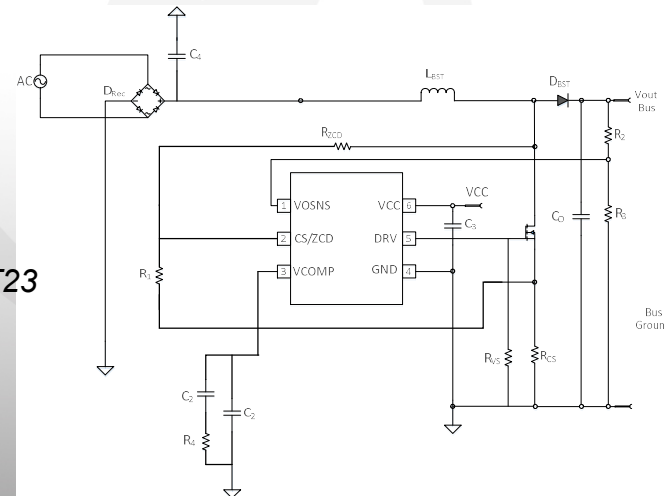 C4
AC
DRec
LBST
DBST
Vout
Bus
RZCD
R2
VCC
1 VOSNS
VCC 6
2 CS/ZCD
DRV 5
3 VCOMP
GND 4
C3
CO
R3
R1
T23
Bus
Groun
RVS
RCS
C2
C2
R4